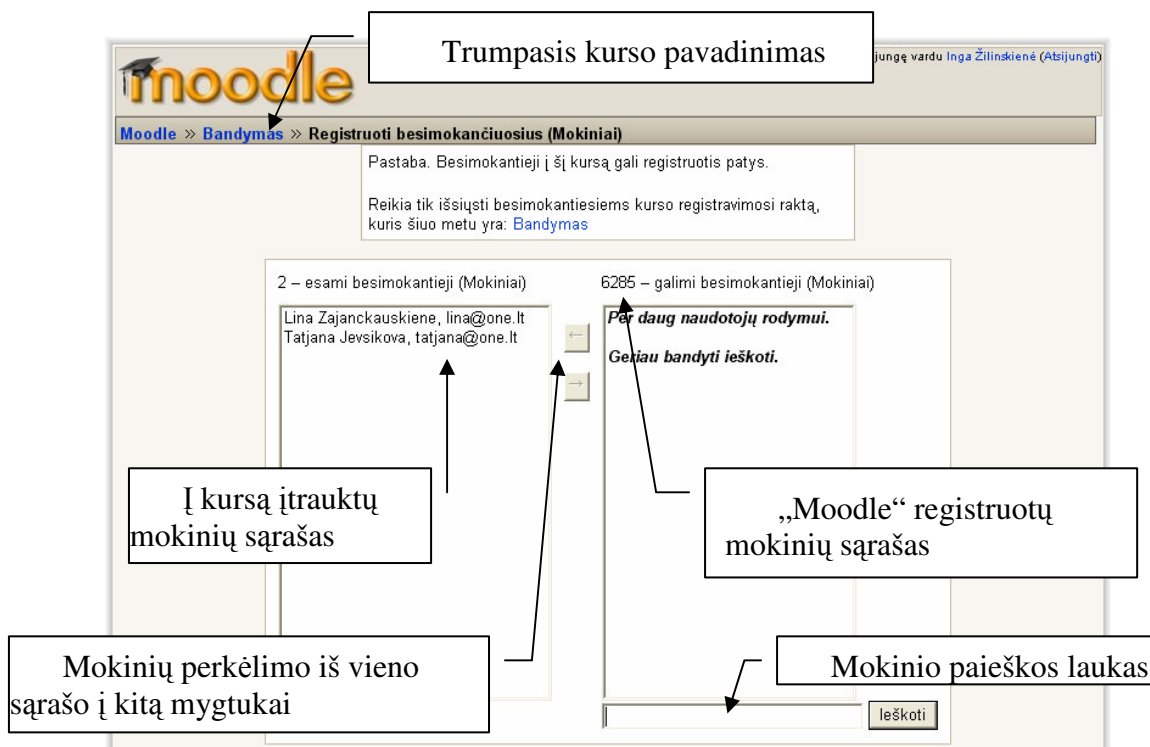 Trumpasis kurso pavadinimas
moodle
jungę vardu Inga Žilinskienė (Atsijungti)
Moodle » Bandymas » Registruoti besimokančiuosius (Mokiniai)
Pastaba. Besimokantieji į šį kursą gali registruotis patys.
Reikia tik išsiųsti besimokantiesiems kurso registravimosi raktą,
kuris šiuo metu yra: Bandymas
2 – esami besimokantieji (Mokiniai)
6285 – galimi besimokantieji (Mokiniai)
Lina Zajanckauskiene, lina@one.lt
Tatjana Jevsikova, tatjana@one.lt
←
→
Per daug naudotojų rodymui.
Geriau bandyti ieškoti.
Į kursą įtrauktų
mokinių sąrašas
„Moodle“ registruotų
mokinių sąrašas
Mokinių perkėlimo iš vieno
sąrašo į kitą mygtukai
Mokinio paieškos laukas
Ieškoti